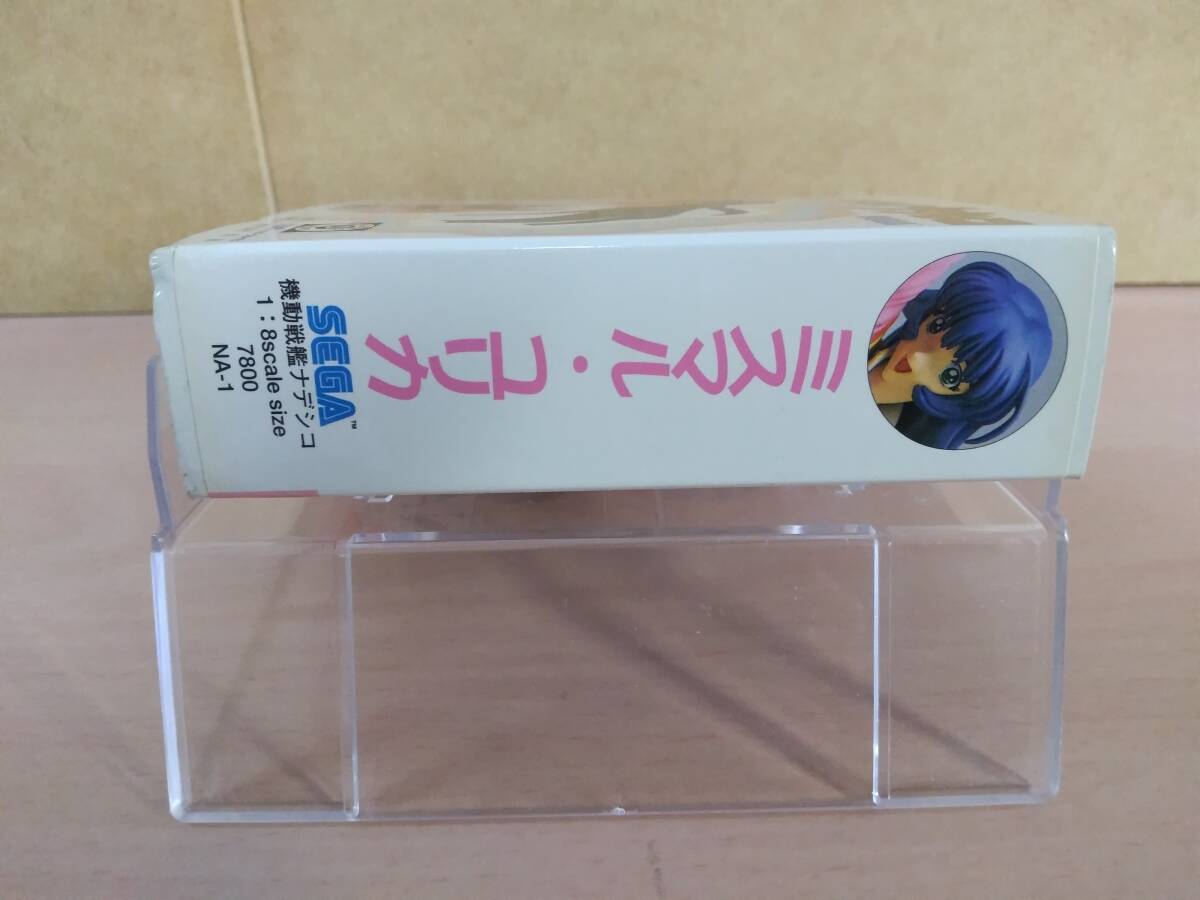 ミスマル・ユリカ
SEGA™
機動戦艦ナデシコ
1：8scale size
7800
NA-1